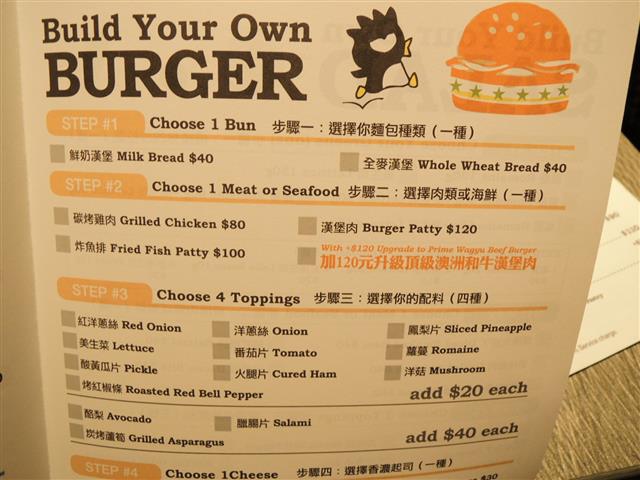 Build Your Own
BURGER
STEP #1 Choose 1 Bun 步驟一：選擇你麵包種類（一種）
鮮奶漢堡 Milk Bread $40 全麥漢堡 Whole Wheat Bread $40
STEP #2 Choose 1 Meat or Seafood 步驟二：選擇肉類或海鮮（一種）
碳烤雞肉 Grilled Chicken $80 漢堡肉 Burger Patty $120
炸魚排 Fried Fish Patty $100 With +$120 Upgrade to Prime Wagyu Beef Burger
加120元升級頂級澳洲和牛漢堡肉
STEP #3 Choose 4 Toppings 步驟三：選擇你的配料（四種）
紅洋蔥絲 Red Onion 洋蔥絲 Onion 鳳梨片 Sliced Pineapple
美生菜 Lettuce 番茄片 Tomato 蘿蔓 Romaine
酸黃瓜片 Pickle 火腿片 Cured Ham 洋菇 Mushroom
烤紅椒條 Roasted Red Bell Pepper add $20 each
酪梨 Avocado 臘腸片 Salami
炭烤蘆筍 Grilled Asparagus add $40 each
STEP #4 Choose 1Cheese 步驟四：選擇香濃起司（一種）
$30